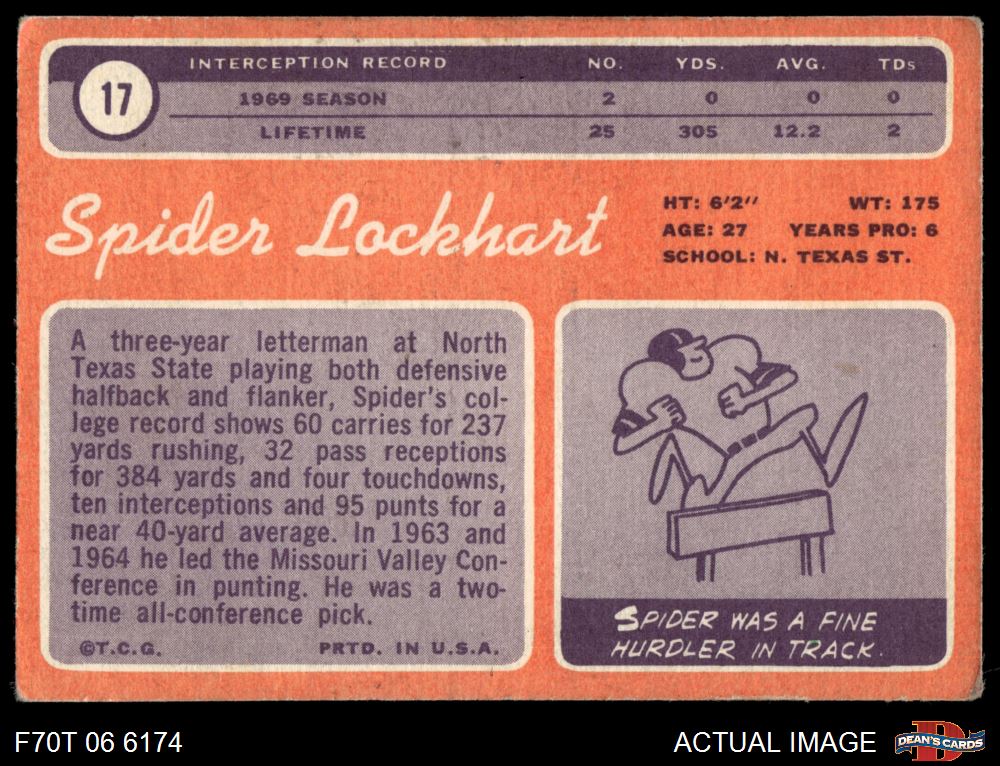 17
INTERCEPTION RECORD NO. YDS. AVG. TDs
1969 SEASON 2 0 0 0
LIFETIME 25 305 12.2 2
Spider Lockhart
HT: 6'2" WT: 175
AGE: 27 YEARS PRO: 6
SCHOOL: N. TEXAS ST.
A three-year letterman at North
Texas State playing both defensive
halfback and flanker, Spider's col-
lege record shows 60 carries for 237
yards rushing, 32 pass receptions
for 384 yards and four touchdowns,
ten interceptions and 95 punts for a
near 40-yard average. In 1963 and
1964 he led the Missouri Valley Con-
ference in punting. He was a two-
time all-conference pick.
©T.C.G. PRTD. IN U.S.A.
SPIDER WAS A FINE
HURDLER IN TRACK.
F70T 06 6174
ACTUAL IMAGE
DEAN'S CARDS